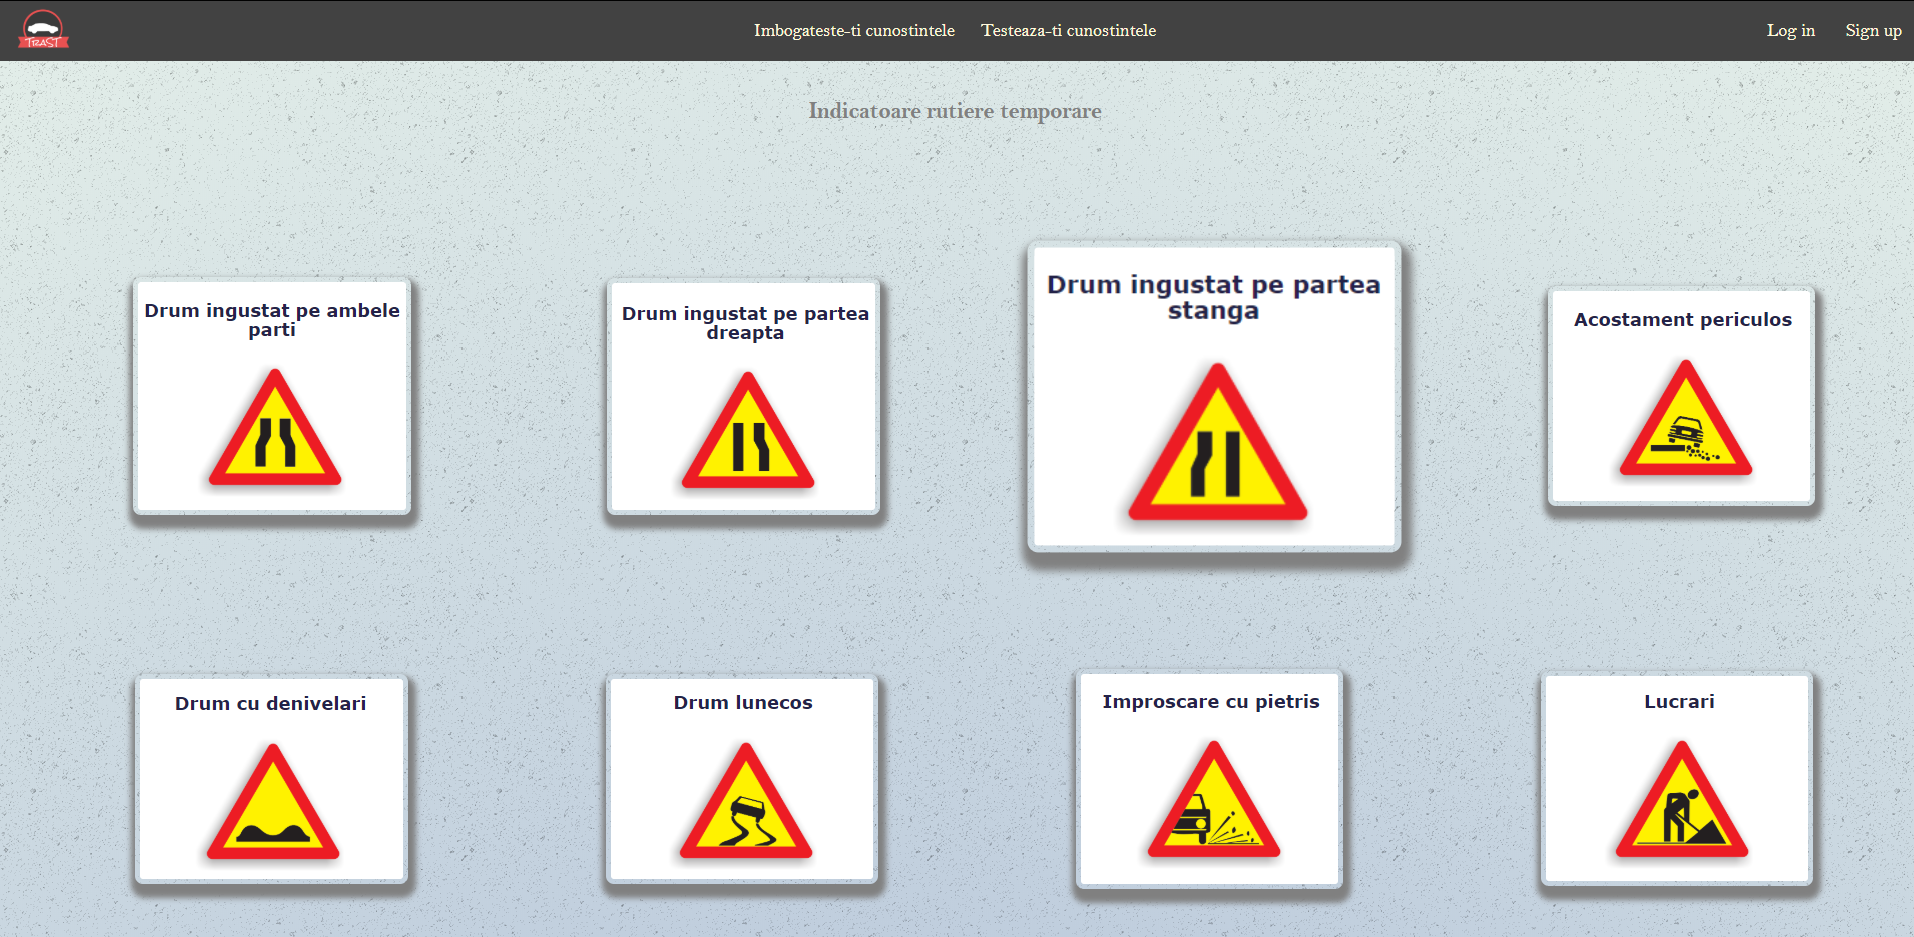 TRAST
Imbogateste-ti cunostintele
Testeaza-ti cunostintele
Log in
Sign up
Indicatoare rutiere temporare
Drum ingustat pe ambele
parti
Drum ingustat pe partea
dreapta
Drum ingustat pe partea
stanga
Acostament periculos
Drum cu denivelari
Drum lunecos
Improscare cu pietris
Lucrari